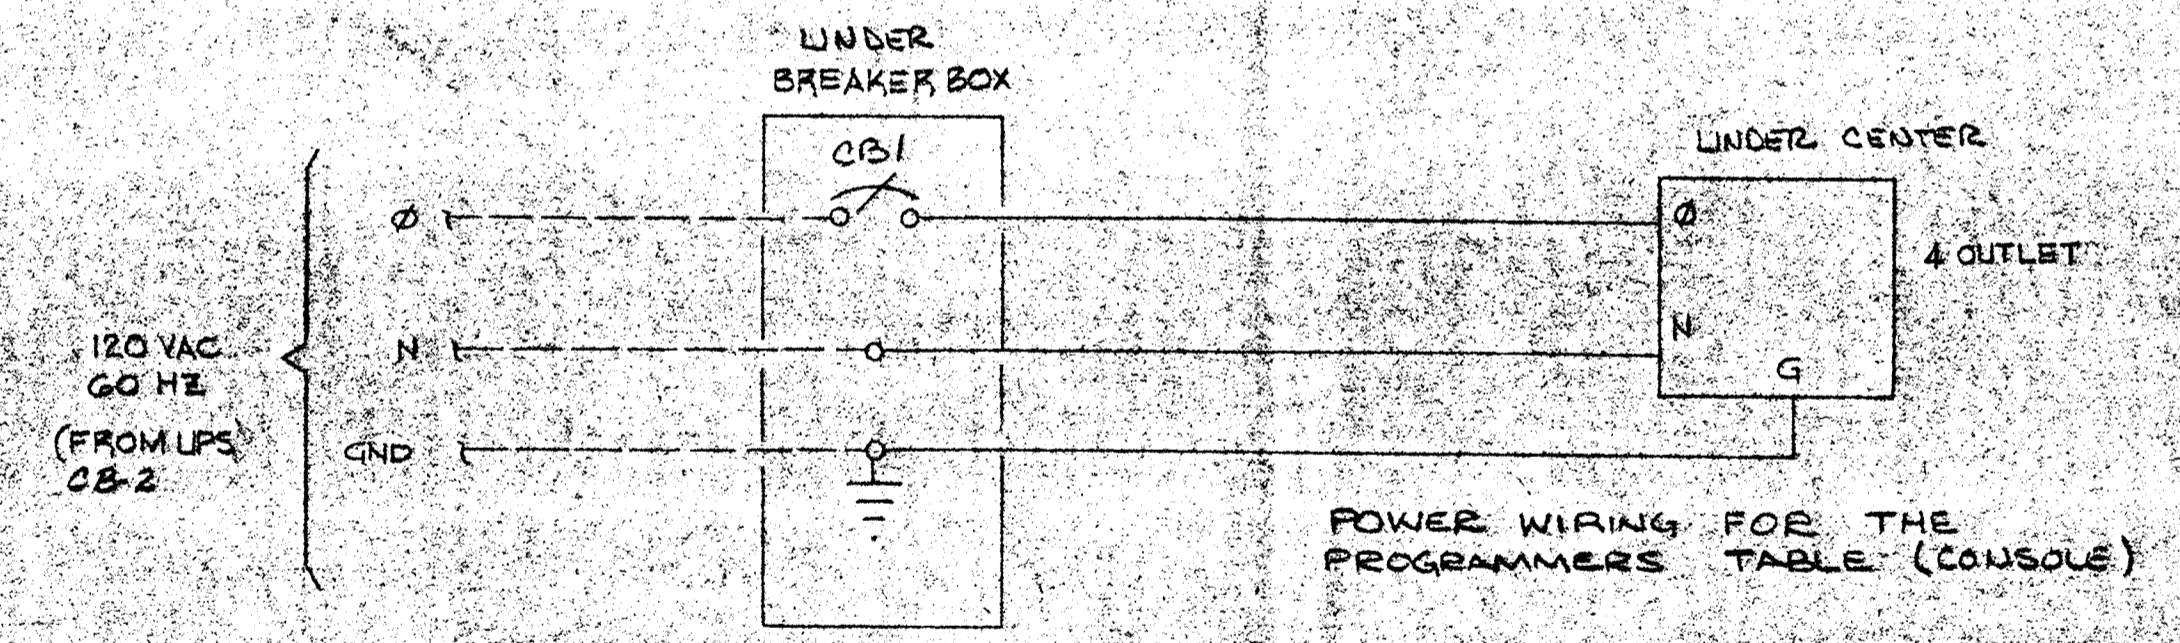 UNDER
BREAKER BOX
CB1
UNDER CENTER
Ø
Ø
4 OUTLET
N
N
G
120 VAC
60 HZ
(FROM UPS)
CB-2
GND
POWER WIRING FOR THE
PROGRAMMERS TABLE (CONSOLE)